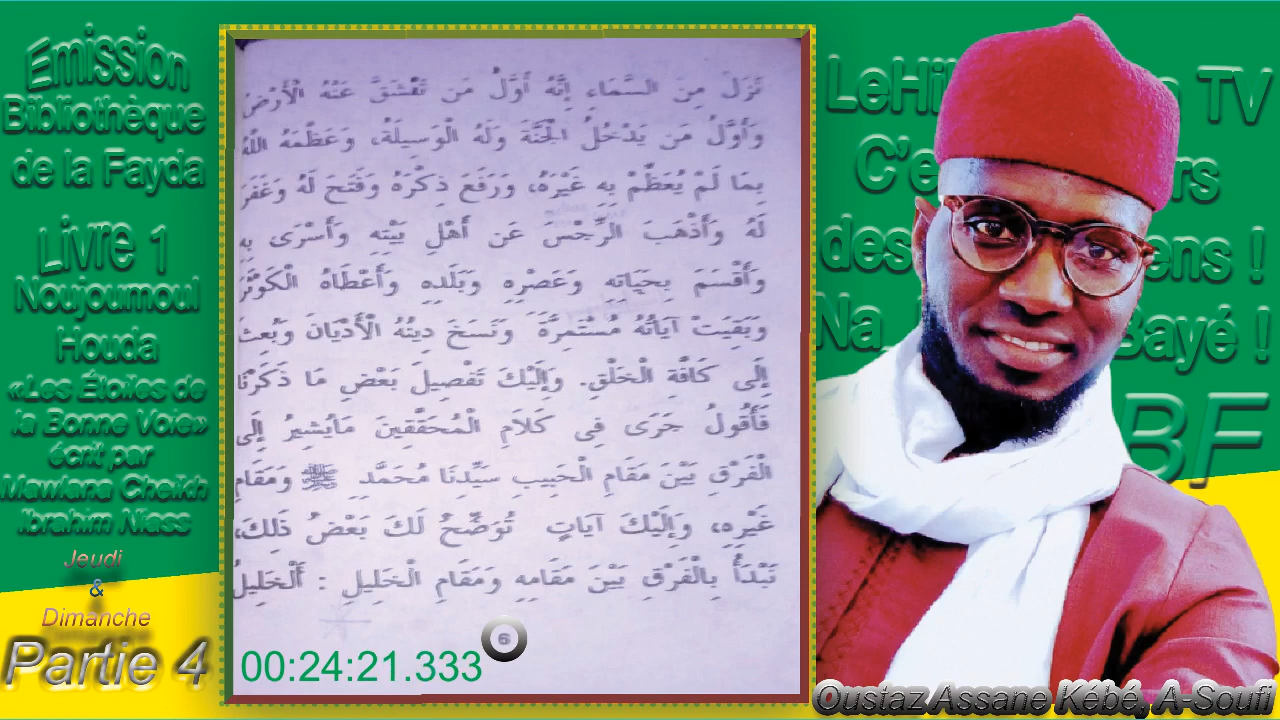 Emission
Bibliothèque
de la Fayda
Livre 1
Noujoumoul
Houda
«Les Étoiles de
la Bonne Voie»
écrit par
Mawlana Cheikh
Ibrahim Niass
Jeudi
&
Dimanche
Partie 4
نَزَلَ مِنَ السَّمَاءِ إِنَّهُ أَوَّلُ مَن تَنْشَقَّ عَنْهُ الْأَرْضُ
وَأَوَّلُ مَن يَدْخُلُ الْجَنَّةَ وَلَهُ الْوَسِيلَةُ، وَعَظَّمَهُ اللهُ
بِمَا لَمْ يُعَظِّمْ بِهِ غَيْرَهُ، وَرَفَعَ ذِكْرَهُ وَفَتَحَ لَهُ وَغَفَرَ
لَهُ وَأَذْهَبَ الرِّجْسَ عَن أَهْلِ بَيْتِهِ وَأَسْرَى بِهِ
وَأَقْسَمَ بِحَيَاتِهِ وَعَصْرِهِ وَبَلَدِهِ وَأَعْطَاهُ الْكَوْثَرَ
وَبَقِيَتْ آيَاتُهُ مُسْتَمِرَّةً وَنَسَخَ دِينُهُ الْأَدْيَانَ وَبُعِثَ
إِلَى كَافَّةِ الْخَلْقِ. وَإِلَيْكَ تَفْصِيلَ بَعْضِ مَا ذَكَرْنَا
فَأَقُولُ جَرَى فِى كَلَامِ الْمُحَقِّقِينَ مَايُشِيرُ إِلَى
الْفَرْقِ بَيْنَ مَقَامِ الْحَبِيبِ سَيِّدِنَا مُحَمَّدٍ ﷺ وَمَقَامِ
غَيْرِهِ، وَإِلَيْكَ آيَاتٍ تُوَضِّحُ لَكَ بَعْضُ ذَلِكَ،
نَبْدَأُ بِالْفَرْقِ بَيْنَ مَقَامِهِ وَمَقَامِ الْخَلِيلِ : أَلْخَلِيلُ
6
00:24:21.333
TV
C'e
des ens !
Na Bayé !
BF
Oustaz Assane Kébé, A-Soufi